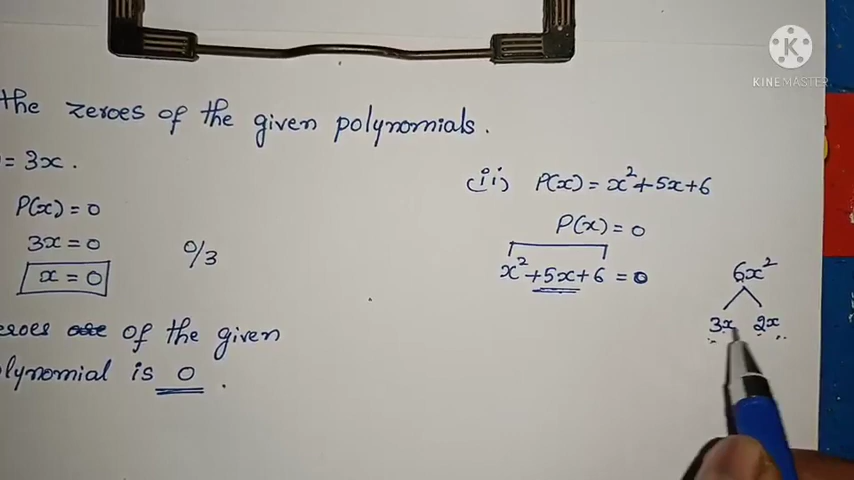 the zeroes of the given polynomials.
= 3x.
P(x) = 0
3x = 0
0/3
x = 0
zeroes of the given
polynomial is 0.
(ii) P(x) = x² + 5x + 6
P(x) = 0
x² + 5x + 6 = 0
6x²
3x 2x
KINEMASTER